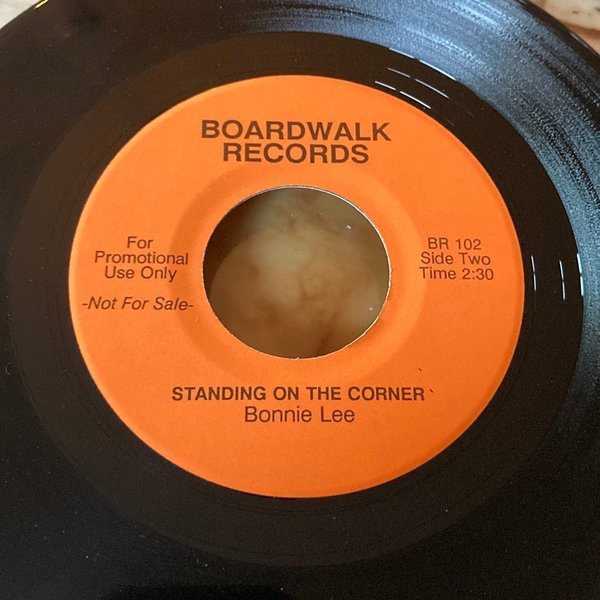 BOARDWALK
RECORDS
For
Promotional
Use Only
-Not For Sale-
BR 102
Side Two
Time 2:30
STANDING ON THE CORNER
Bonnie Lee